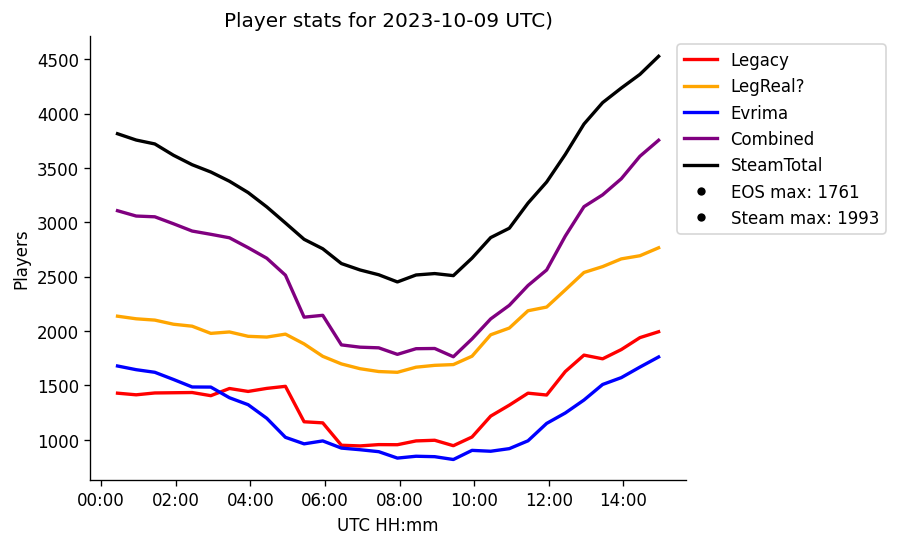 Player stats for 2023-10-09 UTC)
Legacy
LegReal?
Evrima
Combined
SteamTotal
EOS max: 1761
Steam max: 1993
Players
4500
4000
3500
3000
2500
2000
1500
1000
00:00 02:00 04:00 06:00 08:00 10:00 12:00 14:00
UTC HH:mm